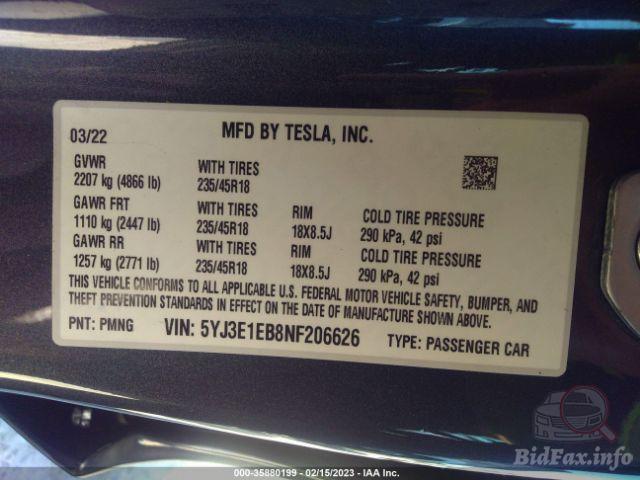 03/22 MFD BY TESLA, INC.
GVWR WITH TIRES
2207 kg (4866 lb) 235/45R18
GAWR FRT WITH TIRES RIM COLD TIRE PRESSURE
1110 kg (2447 lb) 235/45R18 18X8.5J 290 kPa, 42 psi
GAWR RR WITH TIRES RIM COLD TIRE PRESSURE
1257 kg (2771 lb) 235/45R18 18X8.5J 290 kPa, 42 psi
THIS VEHICLE CONFORMS TO ALL APPLICABLE U.S. FEDERAL MOTOR VEHICLE SAFETY, BUMPER, AND
THEFT PREVENTION STANDARDS IN EFFECT ON THE DATE OF MANUFACTURE SHOWN ABOVE.
PNT: PMNG VIN: 5YJ3E1EB8NF206626 TYPE: PASSENGER CAR
BidFax.info
000-35880199 - 02/15/2023 - IAA Inc.